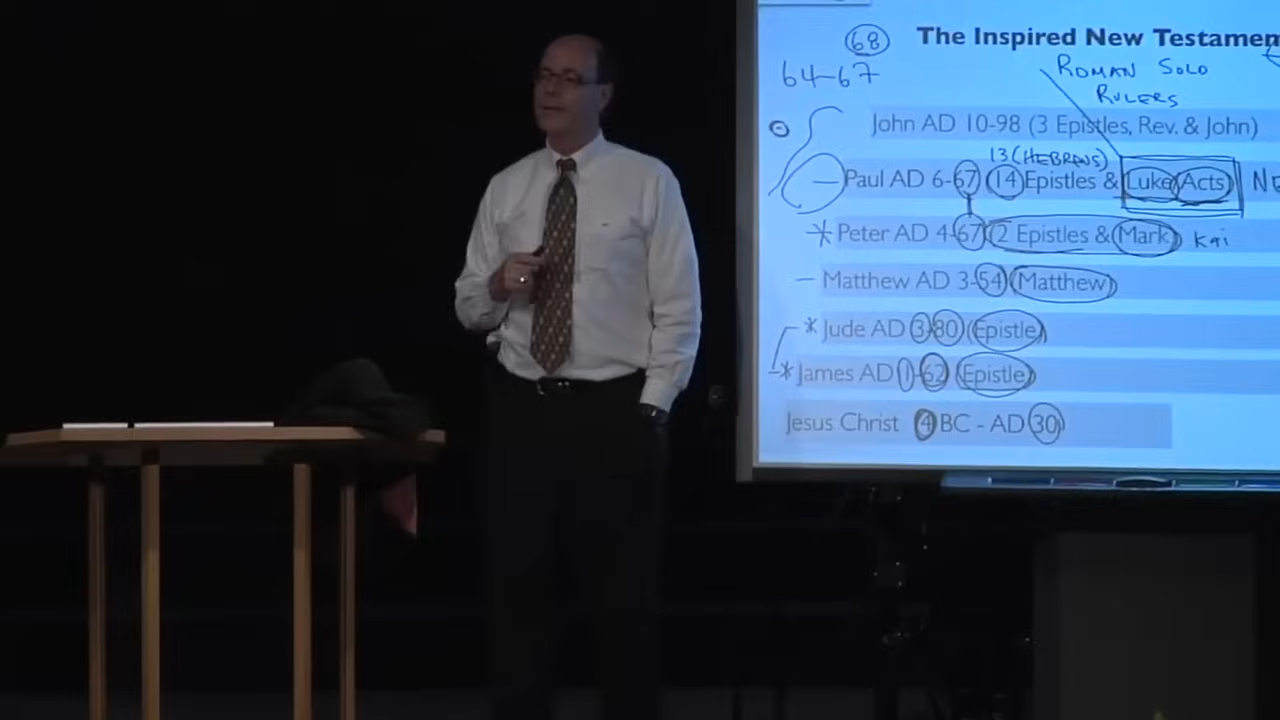 68 The Inspired New Testamen
64-67 ROMAN SOLO
RULERS
John AD 10-98 (3 Epistles, Rev. & John)
13 (HEBREWS)
Paul AD 6-67 14 Epistles & Luke Acts
* Peter AD 4-67 (2 Epistles & Mark) Kai
Matthew AD 3-54 (Matthew)
* Jude AD 3-80 (Epistle)
* James AD 1-62 (Epistle)
Jesus Christ 4 BC - AD 30